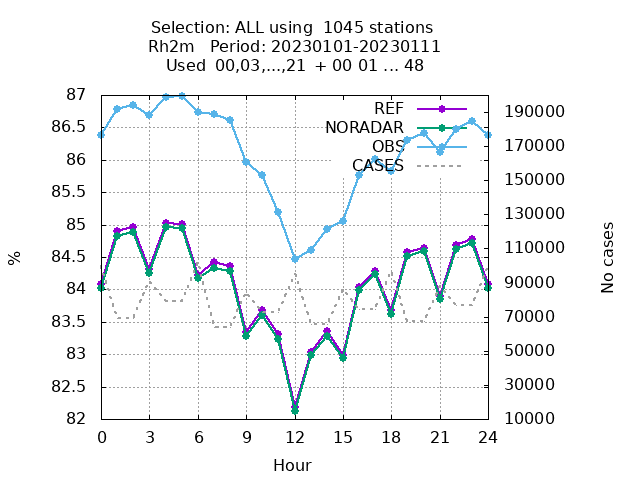 Selection: ALL using  1045 stations
Rh2m   Period: 20230101-20230111
Used  00,03,...,21  + 00 01 ... 48
REF
NORADAR
OBS
CASES
87
86.5
86
85.5
85
84.5
84
83.5
83
82.5
82
190000
170000
150000
130000
110000
90000
70000
50000
30000
10000
%
No cases
0 3 6 9 12 15 18 21 24
Hour